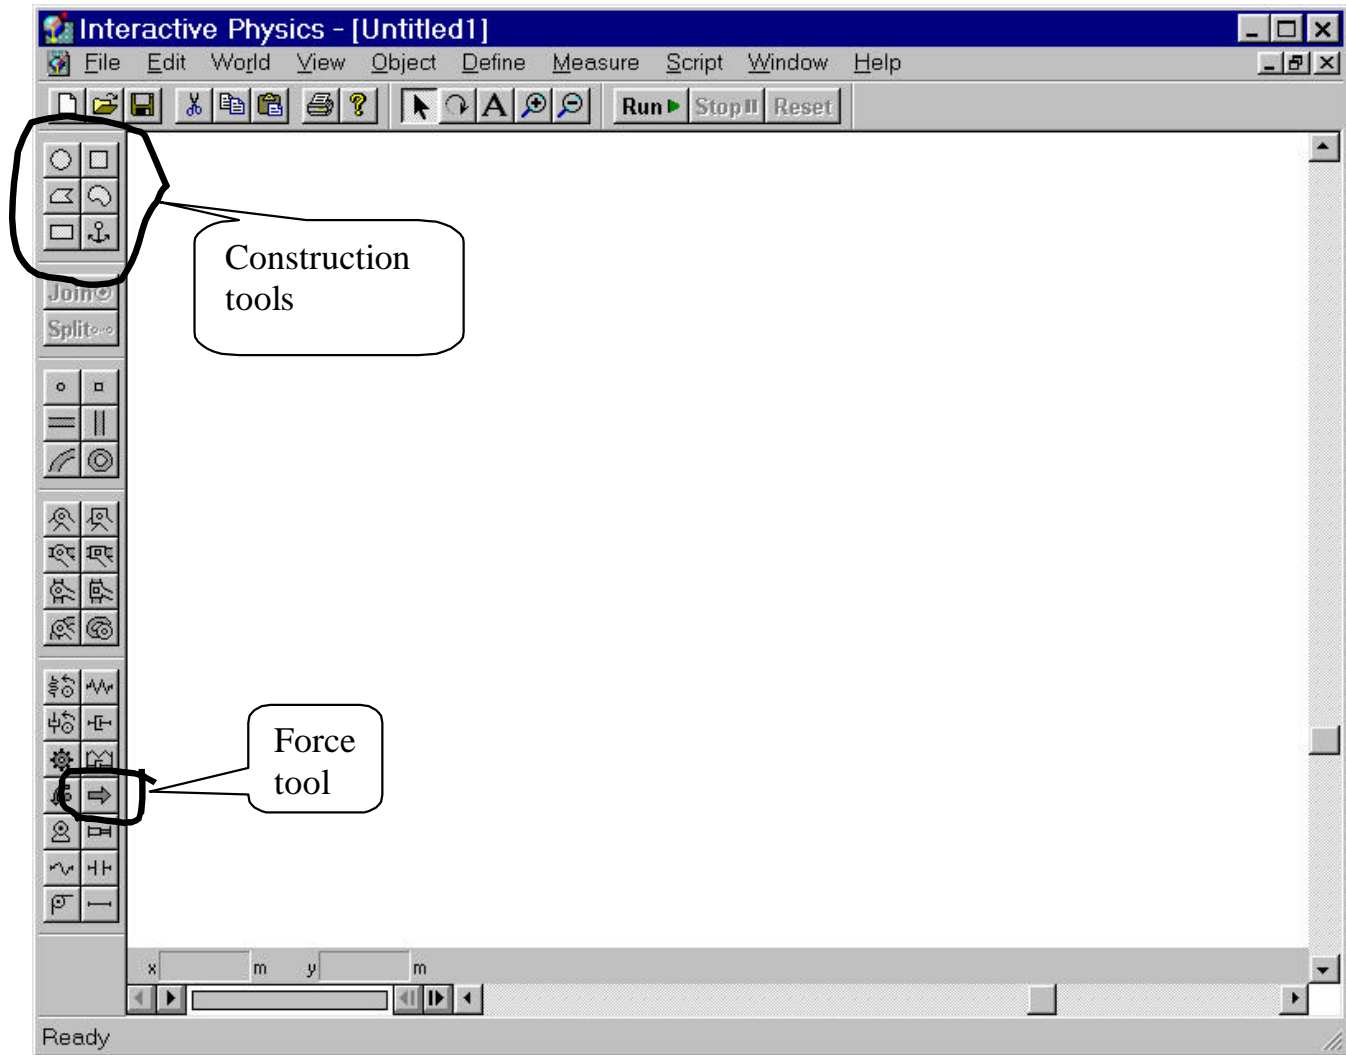 Interactive Physics - [Untitled1]
File Edit World View Object Define Measure Script Window Help
A Run Stop Reset
Construction
tools
Join
Split
Force
tool
x m y m
Ready